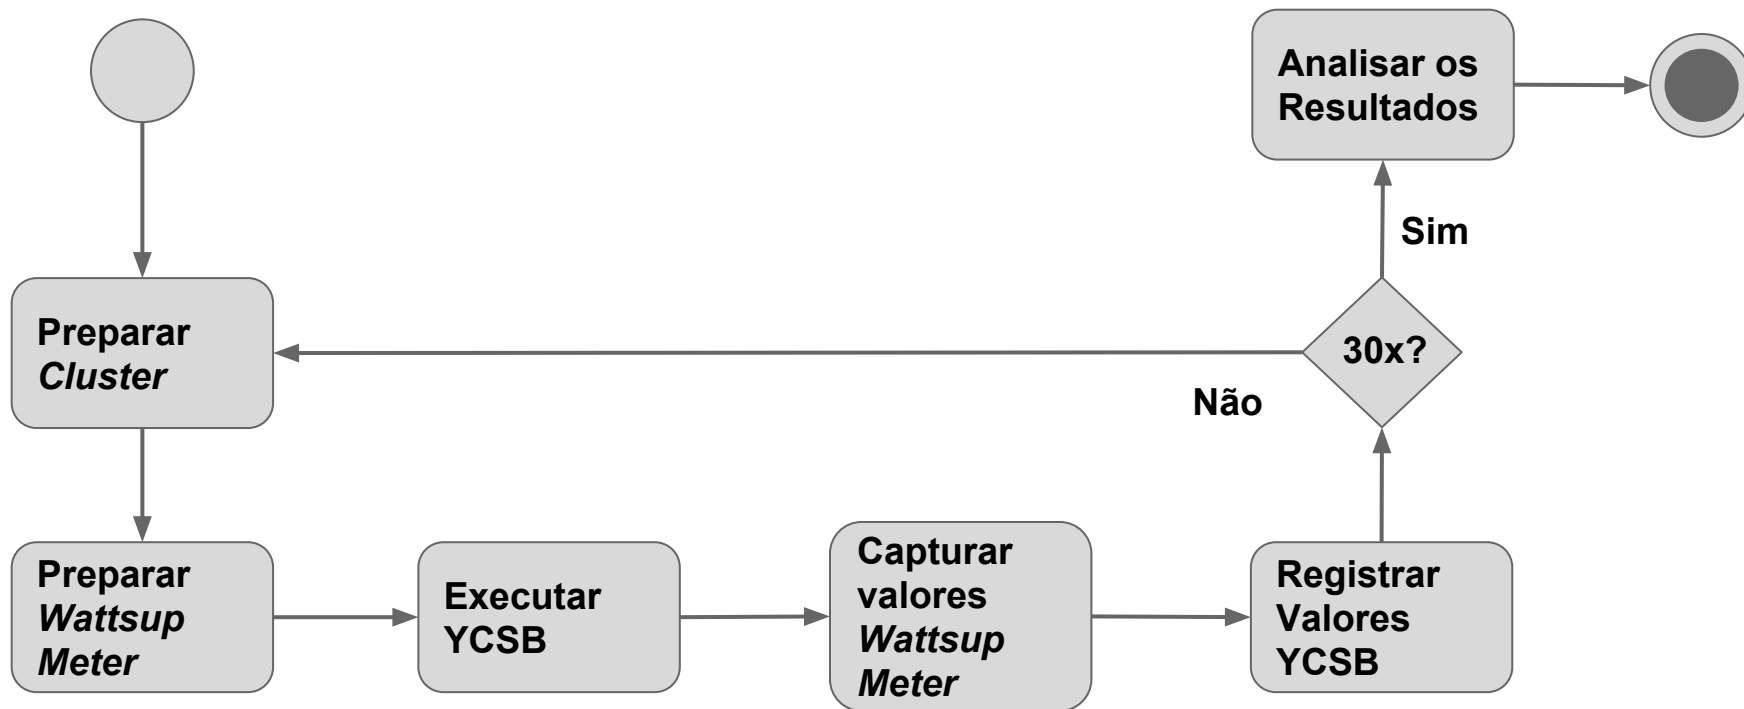 Preparar
Cluster
Preparar
Wattsup
Meter
Executar
YCSB
Capturar
valores
Wattsup
Meter
Registrar
Valores
YCSB
30x?
Não
Sim
Analisar os
Resultados